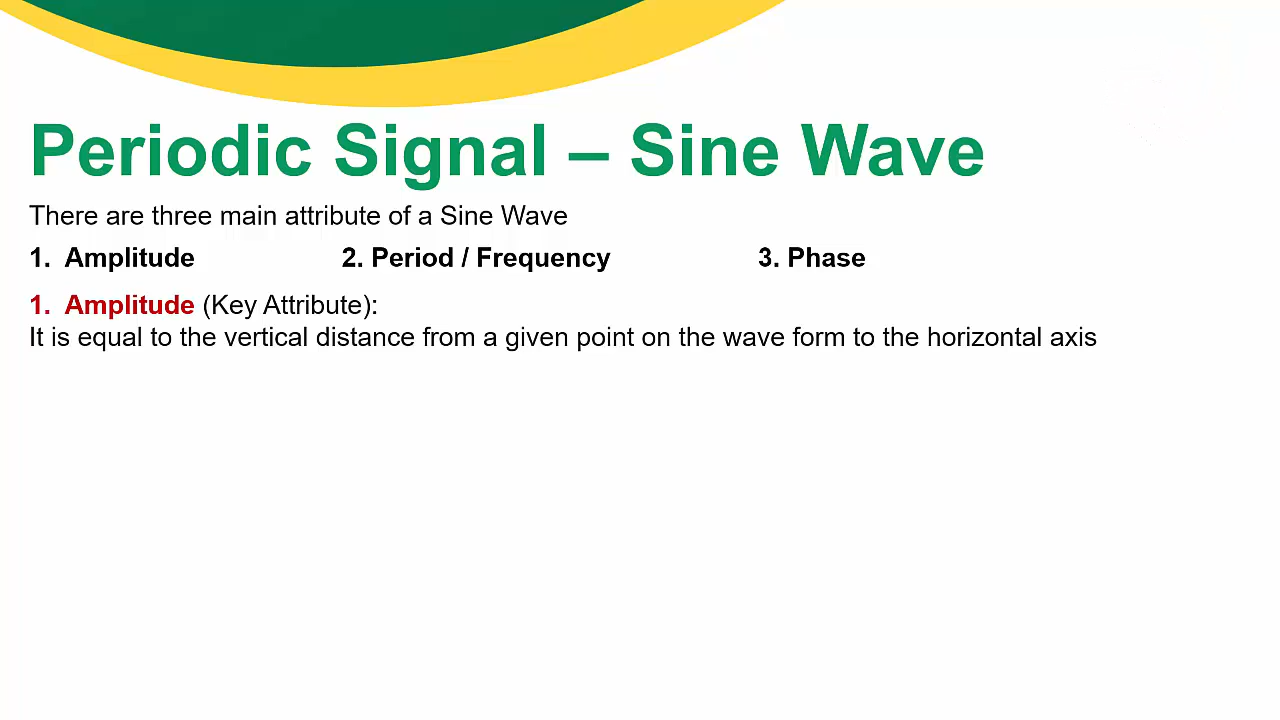 Periodic Signal – Sine Wave
There are three main attribute of a Sine Wave
1. Amplitude 2. Period / Frequency 3. Phase
1. Amplitude (Key Attribute):
It is equal to the vertical distance from a given point on the wave form to the horizontal axis